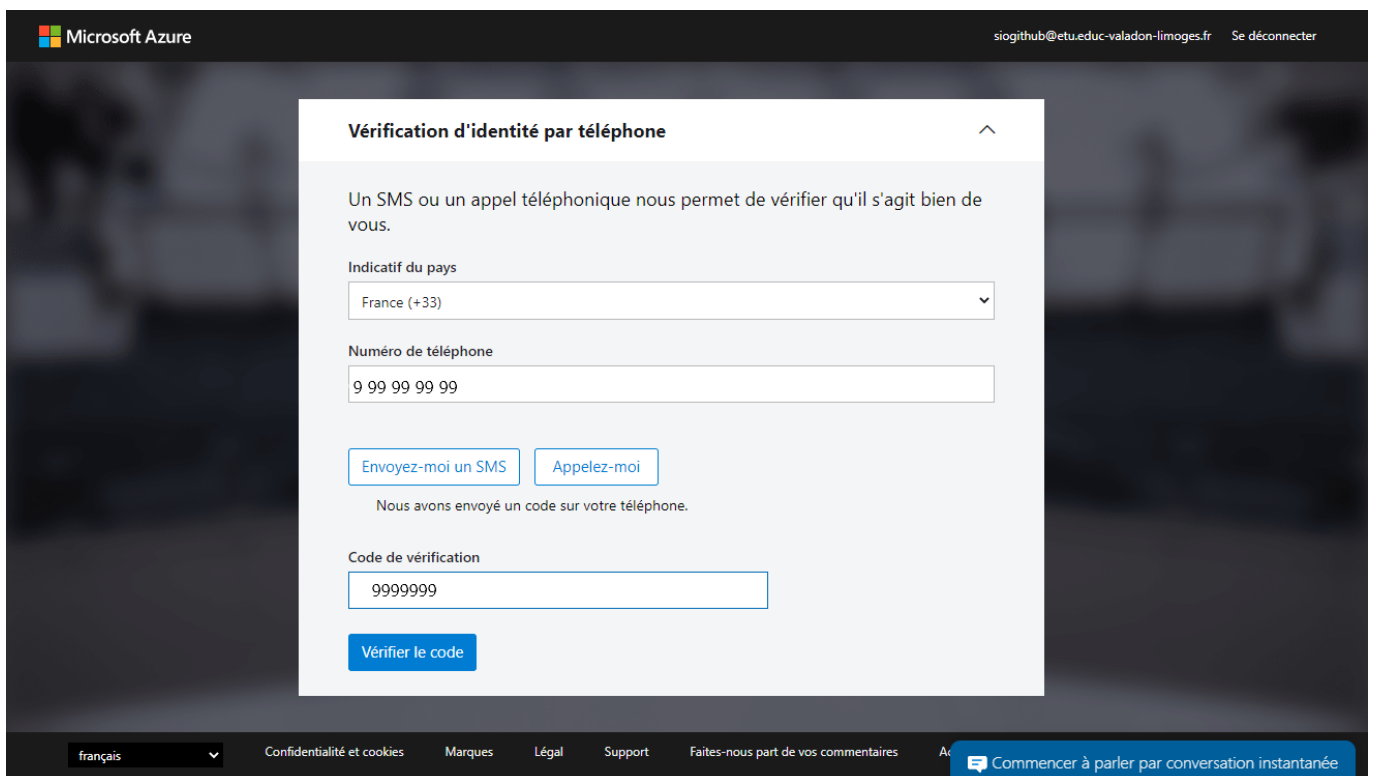 Microsoft Azure
siogithub@etu.educ-valadon-limoges.fr Se déconnecter
Vérification d'identité par téléphone
Un SMS ou un appel téléphonique nous permet de vérifier qu'il s'agit bien de
vous.
Indicatif du pays
France (+33)
Numéro de téléphone
9 99 99 99 99
Envoyez-moi un SMS Appelez-moi
Nous avons envoyé un code sur votre téléphone.
Code de vérification
9999999
Vérifier le code
français Confidentialité et cookies Marques Légal Support Faites-nous part de vos commentaires
Commencer à parler par conversation instantanée